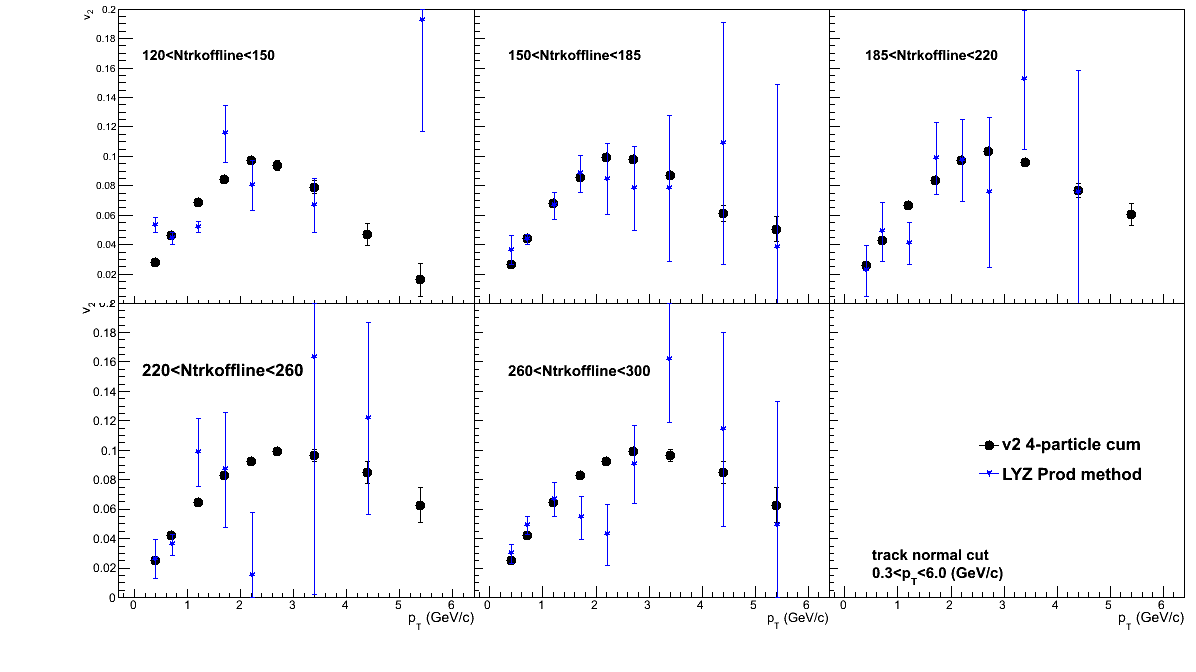 v2
0.2
0.18
0.16
0.14
0.12
0.1
0.08
0.06
0.04
0.02
120<Ntrkoffline<150
150<Ntrkoffline<185
185<Ntrkoffline<220
v2
0.2
0.18
0.16
0.14
0.12
0.1
0.08
0.06
0.04
0.02
0
220<Ntrkoffline<260
260<Ntrkoffline<300
v2 4-particle cum
LYZ Prod method
track normal cut
0.3<pT<6.0 (GeV/c)
0 1 2 3 4 5 6
0 1 2 3 4 5 6
0 1 2 3 4 5 6
pT (GeV/c)
pT (GeV/c)
pT (GeV/c)